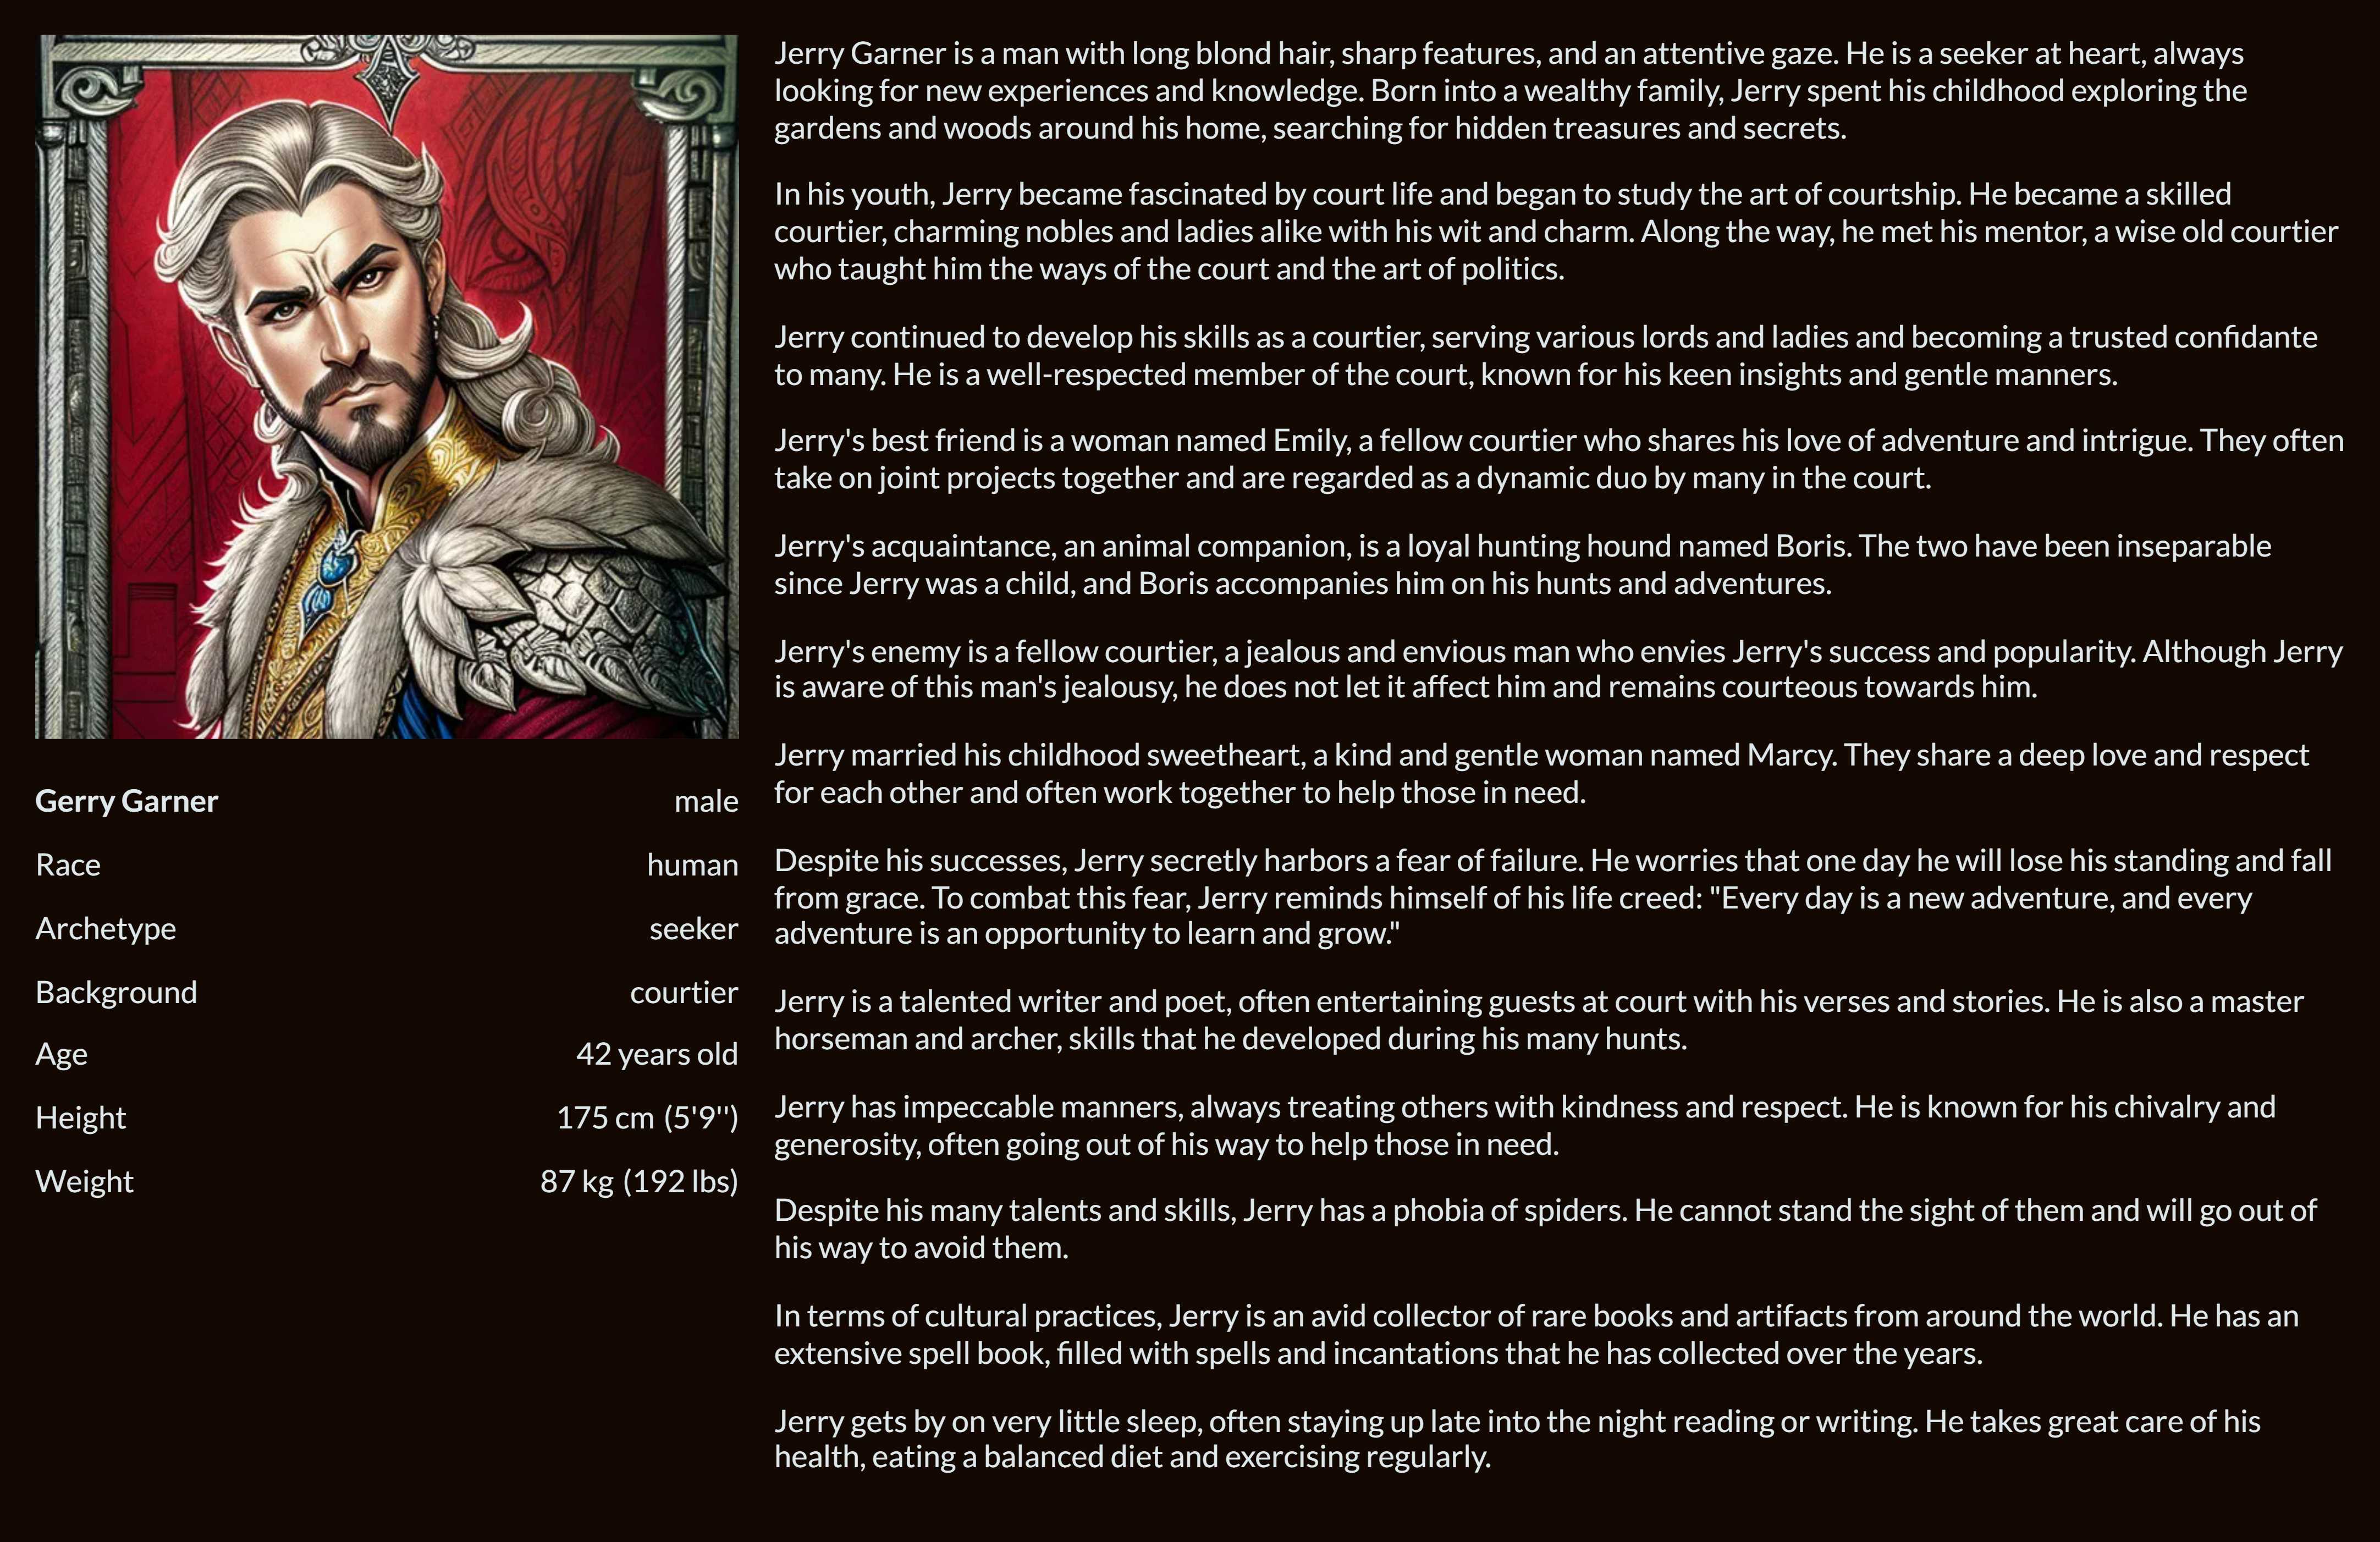 Jerry Garner is a man with long blond hair, sharp features, and an attentive gaze. He is a seeker at heart, always
looking for new experiences and knowledge. Born into a wealthy family, Jerry spent his childhood exploring the
gardens and woods around his home, searching for hidden treasures and secrets.
In his youth, Jerry became fascinated by court life and began to study the art of courtship. He became a skilled
courtier, charming nobles and ladies alike with his wit and charm. Along the way, he met his mentor, a wise old courtier
who taught him the ways of the court and the art of politics.
Jerry continued to develop his skills as a courtier, serving various lords and ladies and becoming a trusted confidante
to many. He is a well-respected member of the court, known for his keen insights and gentle manners.
Jerry's best friend is a woman named Emily, a fellow courtier who shares his love of adventure and intrigue. They often
take on joint projects together and are regarded as a dynamic duo by many in the court.
Jerry's acquaintance, an animal companion, is a loyal hunting hound named Boris. The two have been inseparable
since Jerry was a child, and Boris accompanies him on his hunts and adventures.
Jerry's enemy is a fellow courtier, a jealous and envious man who envies Jerry's success and popularity. Although Jerry
is aware of this man's jealousy, he does not let it affect him and remains courteous towards him.
Jerry married his childhood sweetheart, a kind and gentle woman named Marcy. They share a deep love and respect
for each other and often work together to help those in need.
Despite his successes, Jerry secretly harbors a fear of failure. He worries that one day he will lose his standing and fall
from grace. To combat this fear, Jerry reminds himself of his life creed: "Every day is a new adventure, and every
adventure is an opportunity to learn and grow."
Jerry is a talented writer and poet, often entertaining guests at court with his verses and stories. He is also a master
horseman and archer, skills that he developed during his many hunts.
Jerry has impeccable manners, always treating others with kindness and respect. He is known for his chivalry and
generosity, often going out of his way to help those in need.
Despite his many talents and skills, Jerry has a phobia of spiders. He cannot stand the sight of them and will go out of
his way to avoid them.
In terms of cultural practices, Jerry is an avid collector of rare books and artifacts from around the world. He has an
extensive spell book, filled with spells and incantations that he has collected over the years.
Jerry gets by on very little sleep, often staying up late into the night reading or writing. He takes great care of his
health, eating a balanced diet and exercising regularly.
Gerry Garner male
Race human
Archetype seeker
Background courtier
Age 42 years old
Height 175 cm (5'9'')
Weight 87 kg (192 lbs)